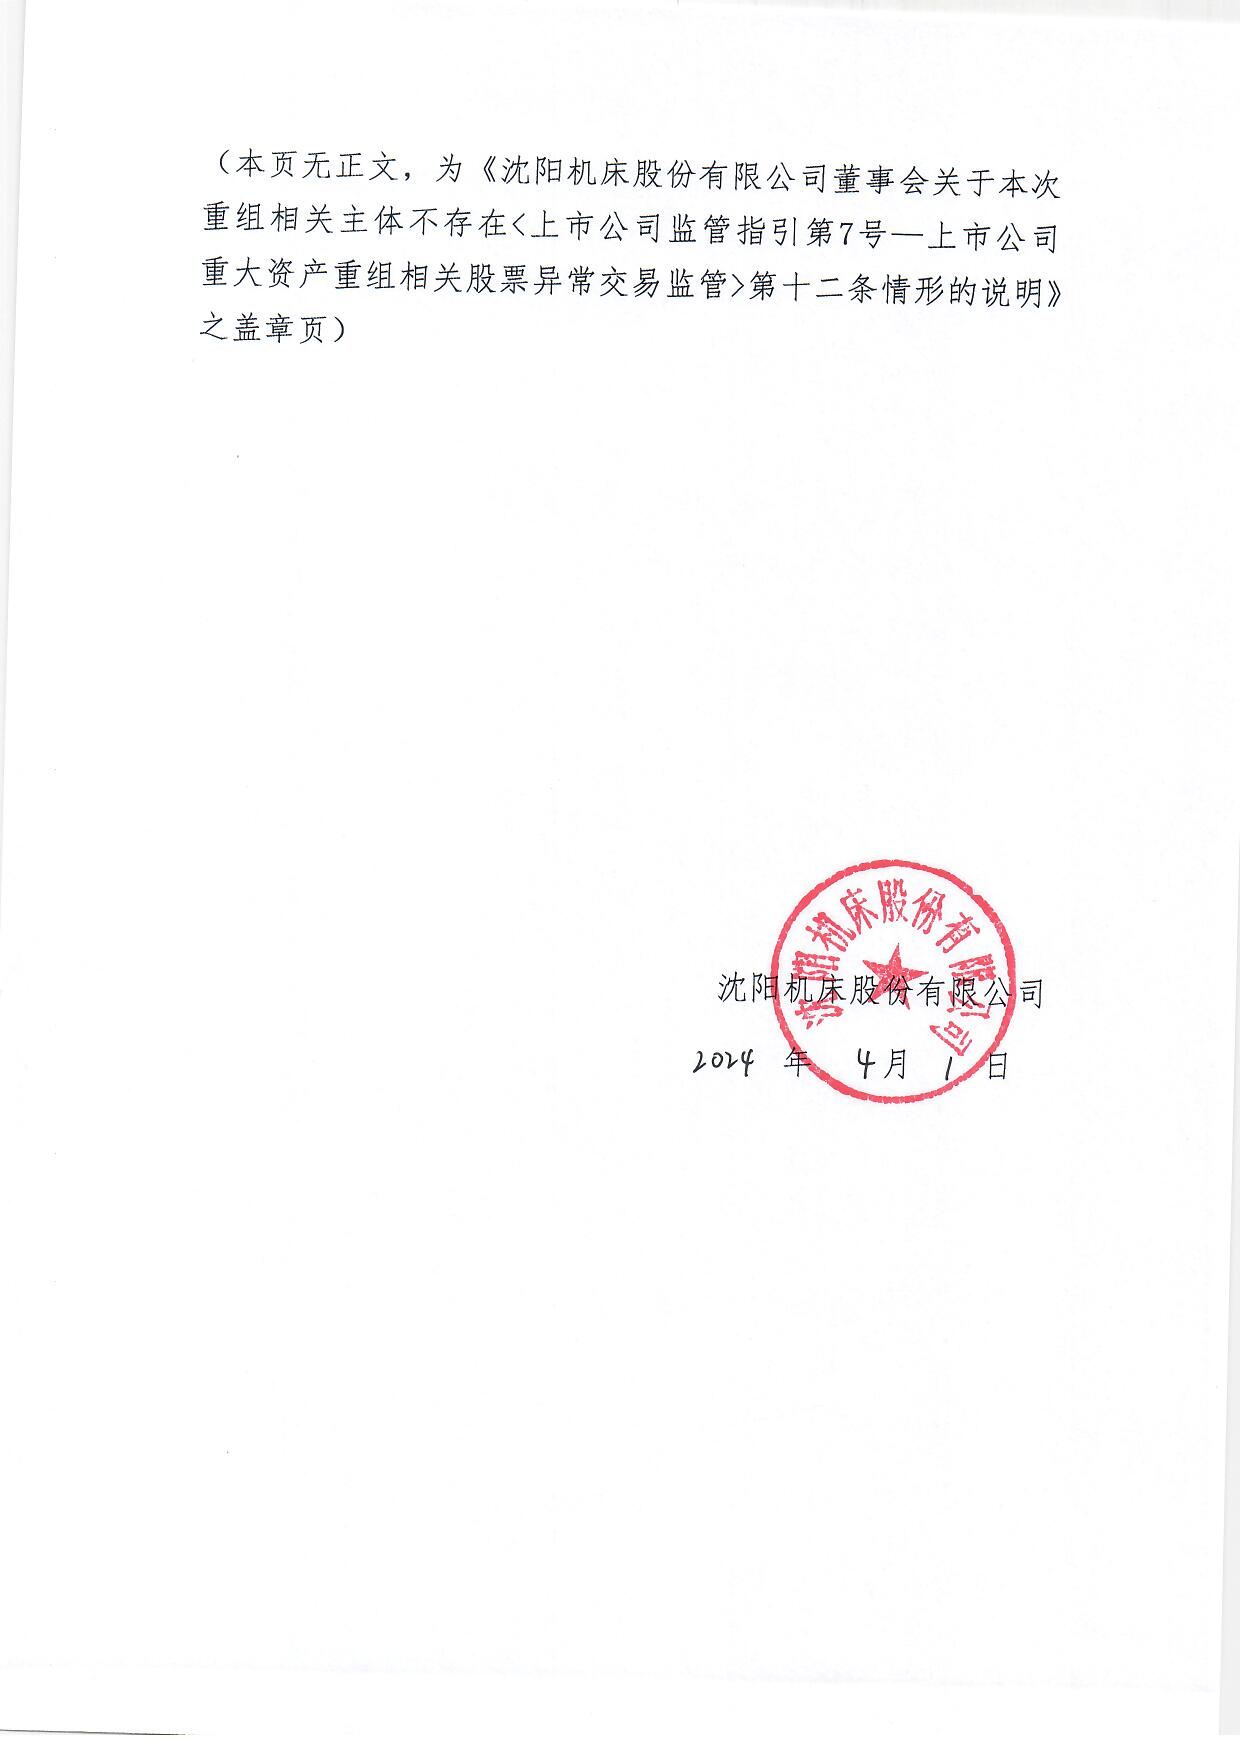 （本页无正文，为《沈阳机床股份有限公司董事会关于本次
重组相关主体不存在<上市公司监管指引第7号—上市公司
重大资产重组相关股票异常交易监管>第十二条情形的说明》
之盖章页）
沈阳机床股份有限公司
沈阳机床股份有限公司
2024 年 4月 1 日